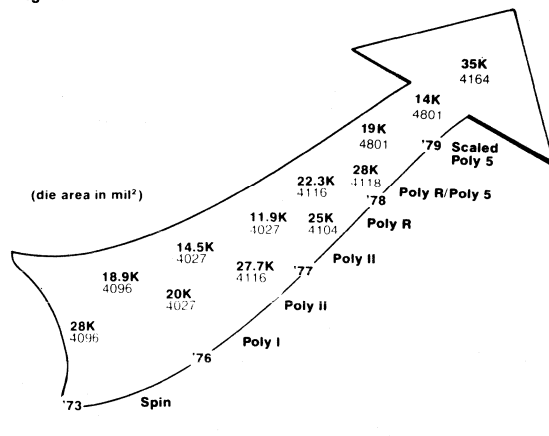 35K
4164
14K
4801
19K
4801
'79 Scaled
Poly 5
28K
4118
Poly R/Poly 5
22.3K
4116
'78
(die area in mil²)
11.9K
4027
25K
4104
Poly R
14.5K
4027
Poly II
27.7K
4116
'77
18.9K
4096
20K
4027
Poly ii
28K
4096
Poly I
'76
'73
Spin